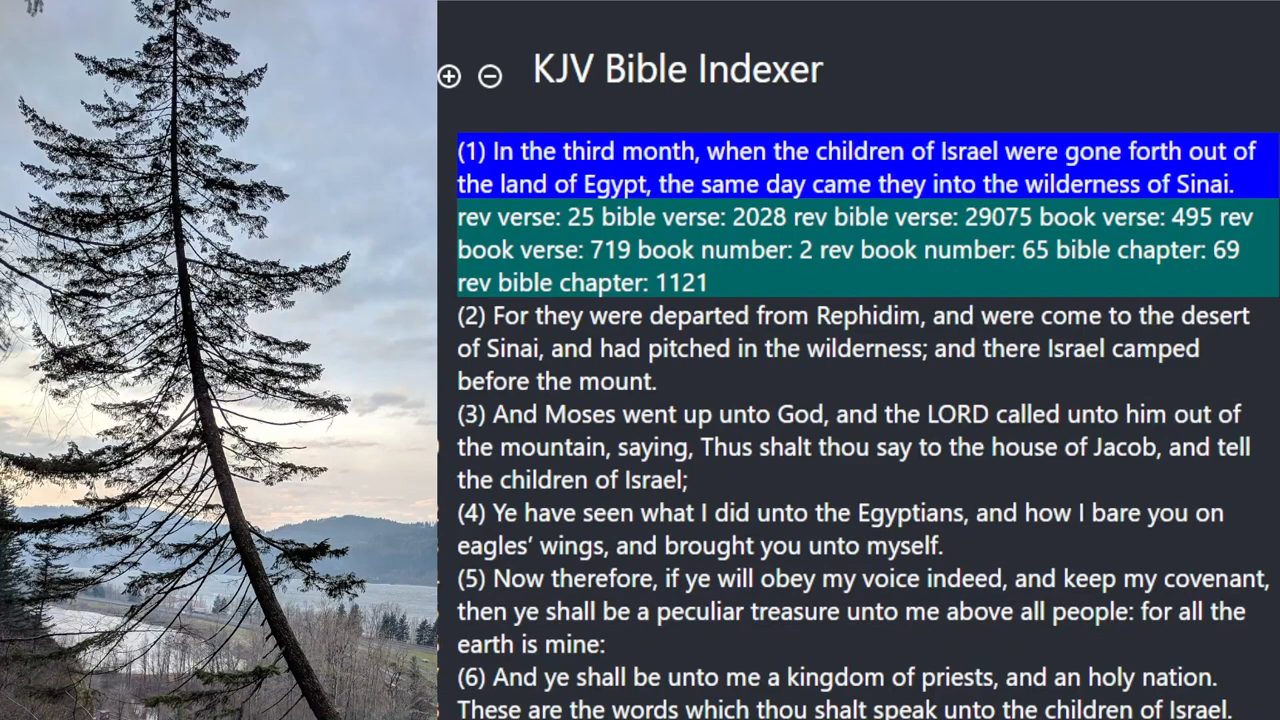 KJV Bible Indexer
(1) In the third month, when the children of Israel were gone forth out of
the land of Egypt, the same day came they into the wilderness of Sinai.
rev verse: 25 bible verse: 2028 rev bible verse: 29075 book verse: 495 rev
book verse: 719 book number: 2 rev book number: 65 bible chapter: 69
rev bible chapter: 1121
(2) For they were departed from Rephidim, and were come to the desert
of Sinai, and had pitched in the wilderness; and there Israel camped
before the mount.
(3) And Moses went up unto God, and the LORD called unto him out of
the mountain, saying, Thus shalt thou say to the house of Jacob, and tell
the children of Israel;
(4) Ye have seen what I did unto the Egyptians, and how I bare you on
eagles’ wings, and brought you unto myself.
(5) Now therefore, if ye will obey my voice indeed, and keep my covenant,
then ye shall be a peculiar treasure unto me above all people: for all the
earth is mine:
(6) And ye shall be unto me a kingdom of priests, and an holy nation.
These are the words which thou shalt speak unto the children of Israel.